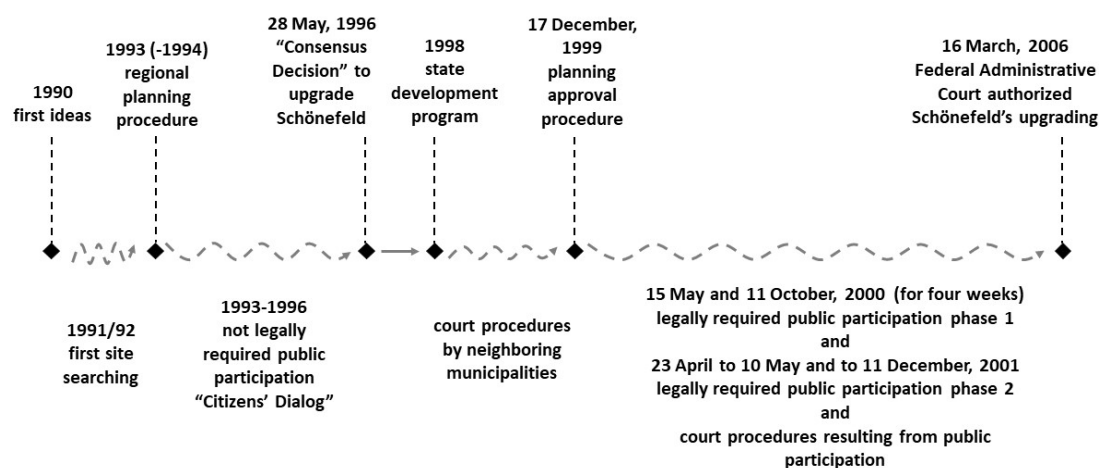 1990
first ideas
1993 (-1994)
regional
planning
procedure
28 May, 1996
“Consensus
Decision” to
upgrade
Schönefeld
1998
state
development
program
17 December,
1999
planning
approval
procedure
16 March, 2006
Federal Administrative
Court authorized
Schönefeld’s upgrading
1991/92
first site
searching
1993-1996
not legally
required public
participation
“Citizens’ Dialog”
court procedures
by neighboring
municipalities
15 May and 11 October, 2000 (for four weeks)
legally required public participation phase 1
and
23 April to 10 May and to 11 December, 2001
legally required public participation phase 2
and
court procedures resulting from public
participation